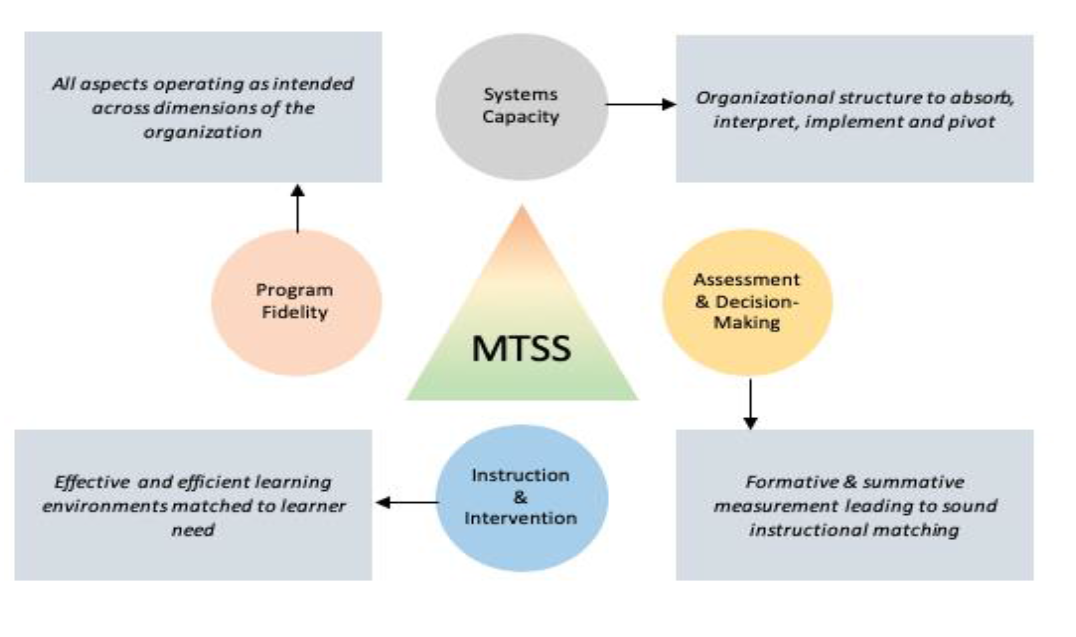 All aspects operating as intended
across dimensions of the
organization
Systems
Capacity
Organizational structure to absorb,
interpret, implement and pivot
Program
Fidelity
MTSS
Assessment
& Decision-
Making
Effective and efficient learning
environments matched to learner
need
Instruction
&
Intervention
Formative & summative
measurement leading to sound
instructional matching